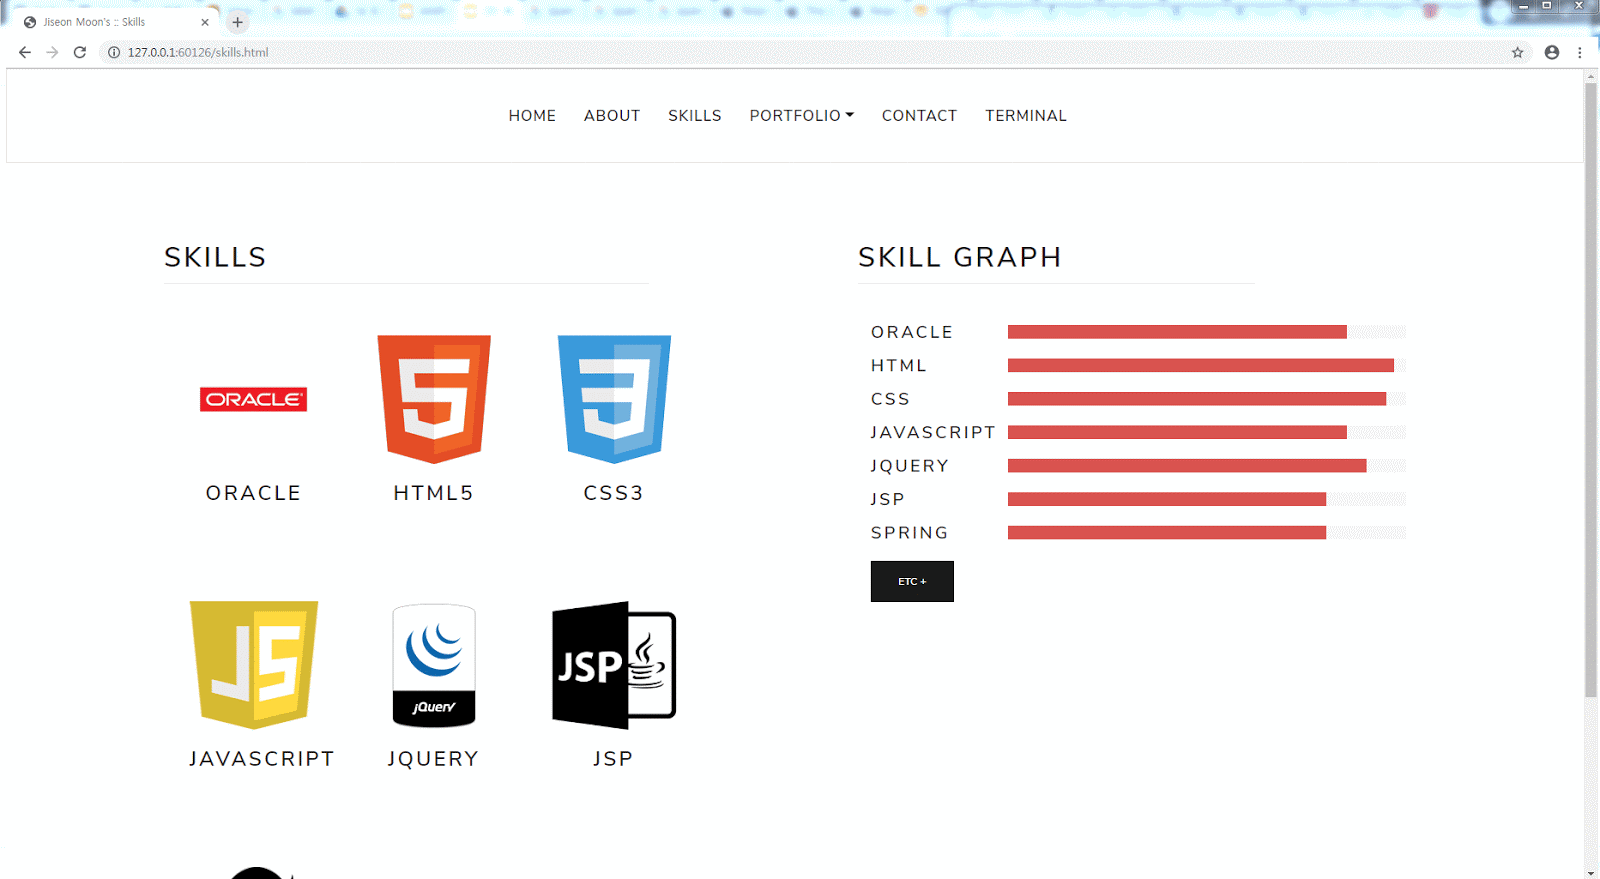 Jiseon Moon's :: Skills
127.0.0.1:60126/skills.html
HOME ABOUT SKILLS PORTFOLIO CONTACT TERMINAL
SKILLS
ORACLE
ORACLE
HTML5
CSS3
JS
jQuery
JSP
JAVASCRIPT
JQUERY
JSP
SKILL GRAPH
ORACLE
HTML
CSS
JAVASCRIPT
JQUERY
JSP
SPRING
ETC +